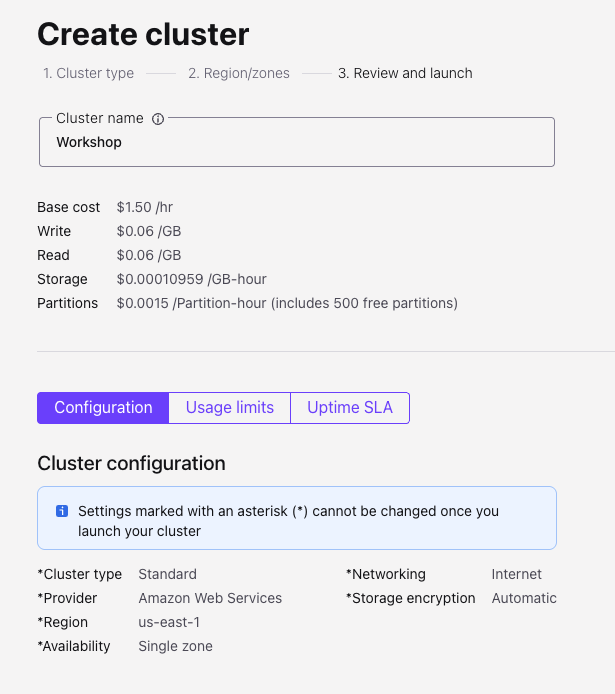 Create cluster
1. Cluster type 2. Region/zones 3. Review and launch
Cluster name
Workshop
Base cost $1.50 /hr
Write $0.06 /GB
Read $0.06 /GB
Storage $0.00010959 /GB-hour
Partitions $0.0015 /Partition-hour (includes 500 free partitions)
Configuration Usage limits Uptime SLA
Cluster configuration
Settings marked with an asterisk (*) cannot be changed once you
launch your cluster
*Cluster type Standard *Networking Internet
*Provider Amazon Web Services *Storage encryption Automatic
*Region us-east-1
*Availability Single zone